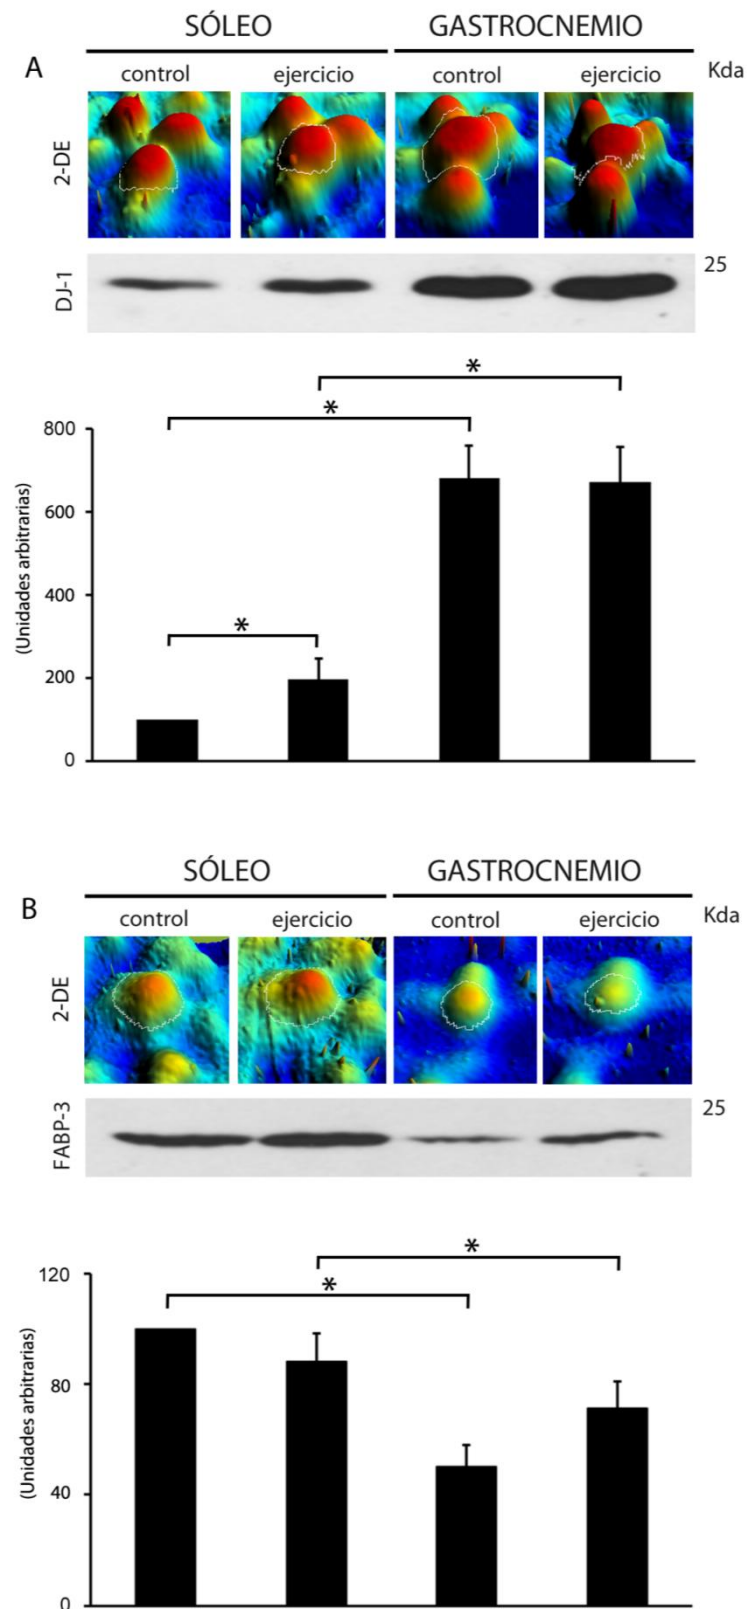 SÓLEO GASTROCNEMIO
A control ejercicio control ejercicio Kda
2-DE
DJ-1
25
*
*
800
600
400
*
200
0
(Unidades arbitrarias)
SÓLEO GASTROCNEMIO
B control ejercicio control ejercicio Kda
2-DE
FABP-3
25
*
*
120
80
40
0
(Unidades arbitrarias)